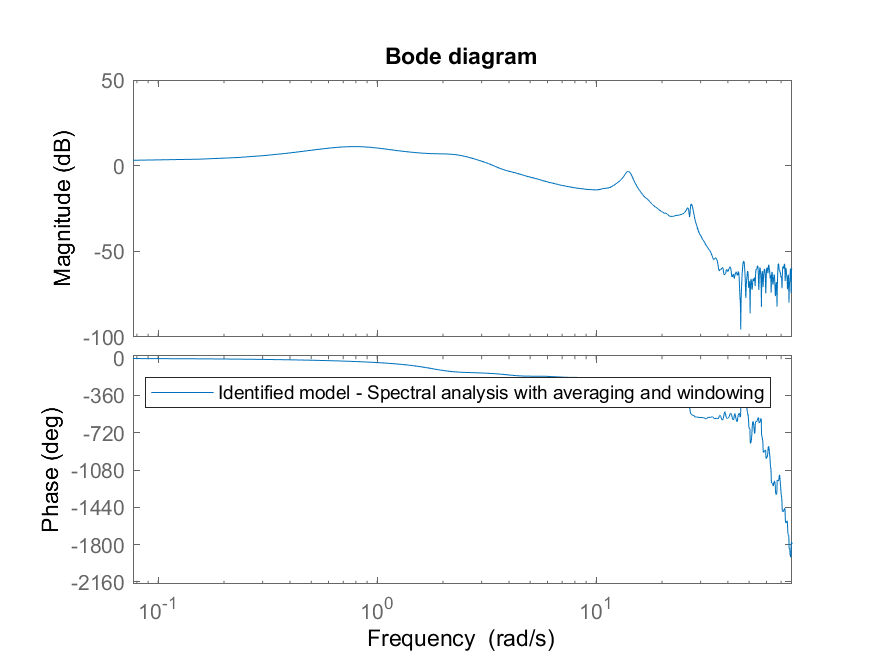 Bode diagram
Magnitude (dB)
50
0
-50
-100
Phase (deg)
0
-360
-720
-1080
-1440
-1800
-2160
Identified model - Spectral analysis with averaging and windowing
10^-1
10^0
10^1
Frequency (rad/s)